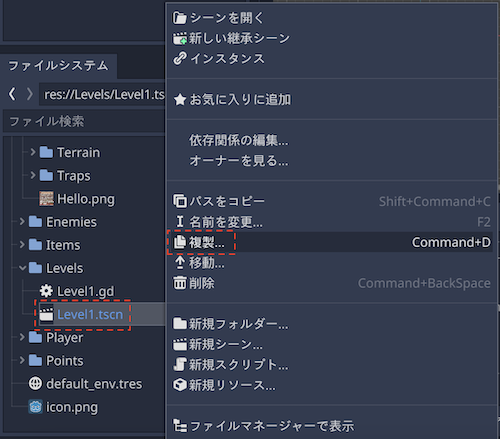 ファイルシステム
res://Levels/Level1.ts
ファイル検索
Terrain
Traps
Hello.png
Enemies
Items
Levels
Level1.gd
Level1.tscn
Player
Points
default_env.tres
icon.png
シーンを開く
新しい継承シーン
インスタンス
お気に入りに追加
依存関係の編集...
オーナーを見る...
パスをコピー Shift+Command+C
名前を変更... F2
複製... Command+D
移動...
削除 Command+BackSpace
新規フォルダー...
新規シーン...
新規スクリプト...
新規リソース...
ファイルマネージャーで表示